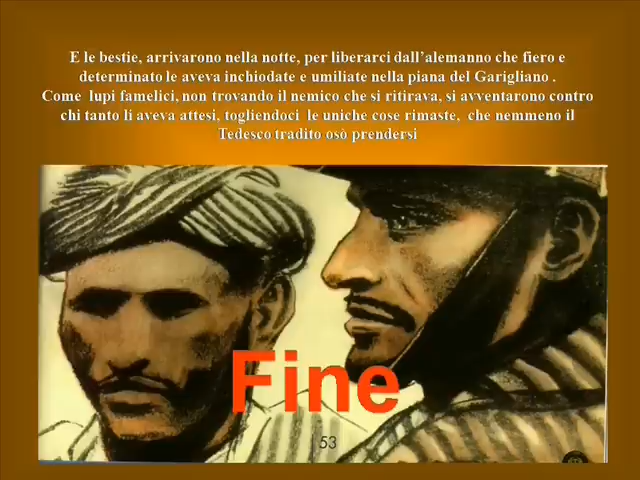 E le bestie, arrivarono nella notte, per liberarci dall'alemanno che fiero e
determinato le aveva inchiodate e umiliate nella piana del Garigliano .
Come lupi famelici, non trovando il nemico che si ritirava, si avventarono contro
chi tanto li aveva attesi, togliendoci le uniche cose rimaste, che nemmeno il
Tedesco tradito osò prendersi
Fine
53